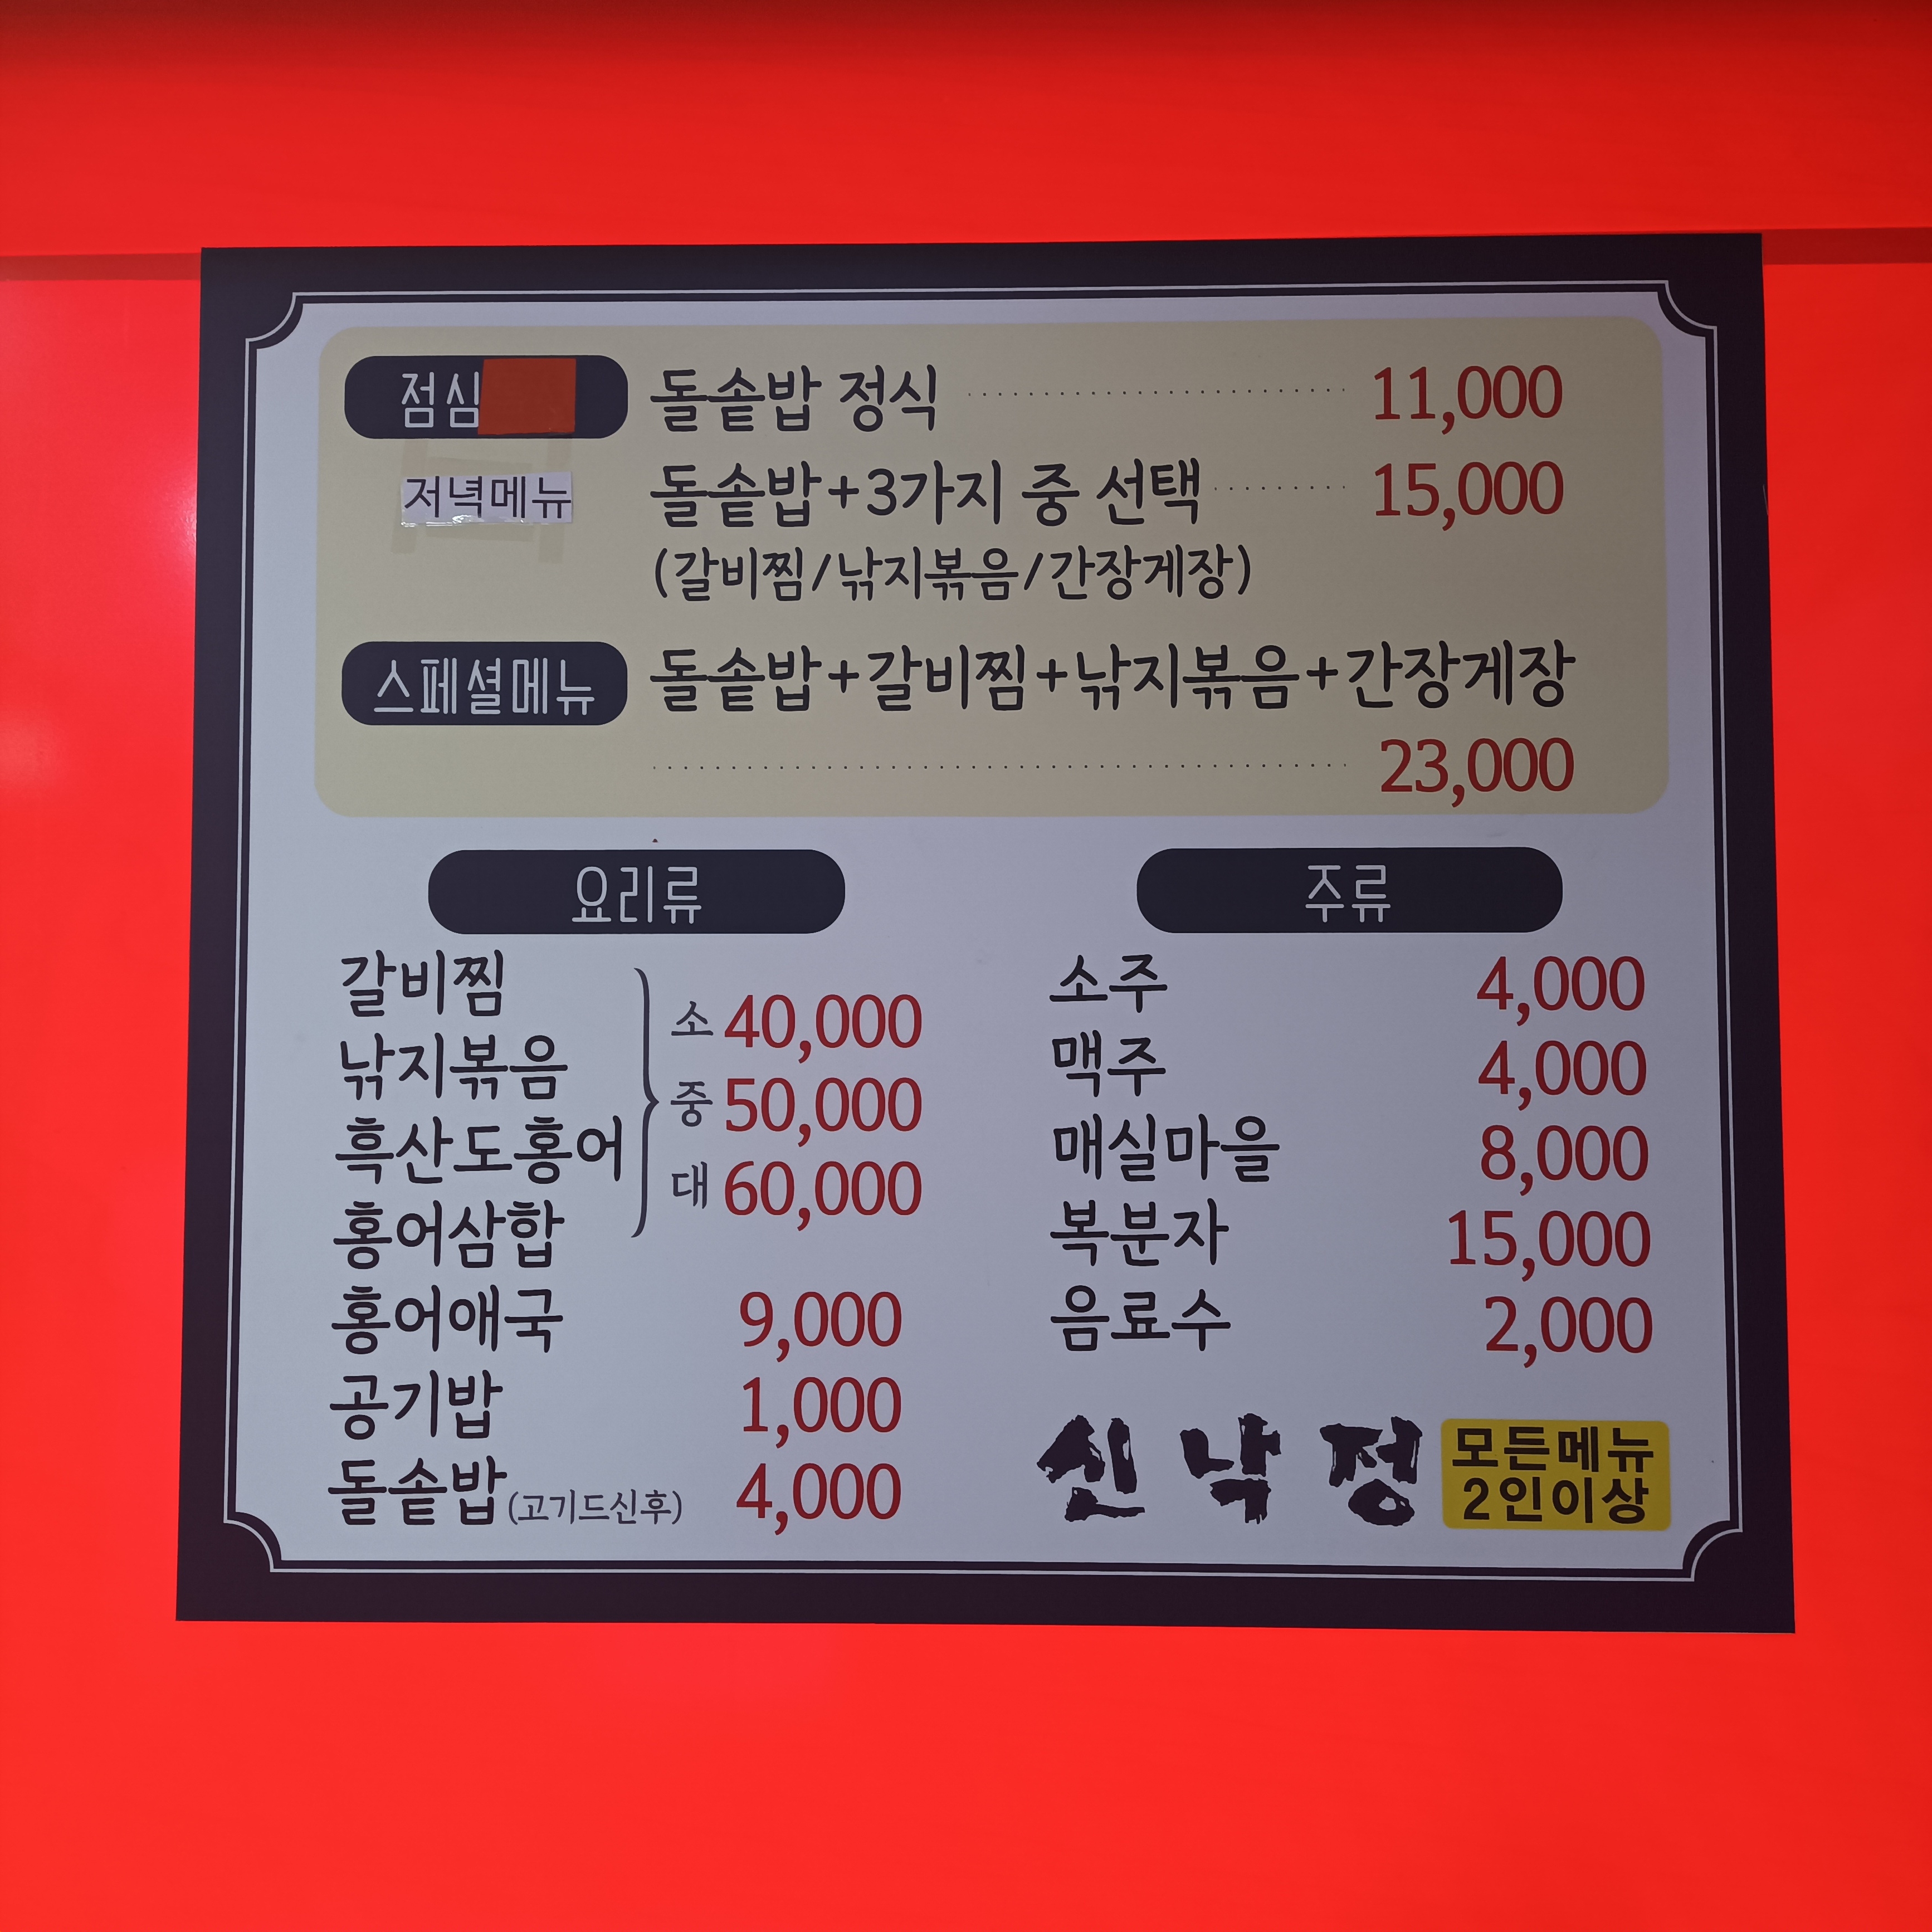 점심 돌솥밥 정식 11,000
저녁메뉴 돌솥밥+3가지 중 선택 15,000
(갈비찜/낚지볶음/간장게장)
스페셜메뉴 돌솥밥+갈비찜+낚지볶음+간장게장
23,000
요리류
갈비찜
낚지볶음
흑산도홍어
홍어삼합
소 40,000
중 50,000
대 60,000
홍어애국 9,000
공기밥 1,000
돌솥밥(고기드신후) 4,000
주류
소주 4,000
맥주 4,000
매실마을 8,000
복분자 15,000
음료수 2,000
신낙정
모든메뉴
2인이상